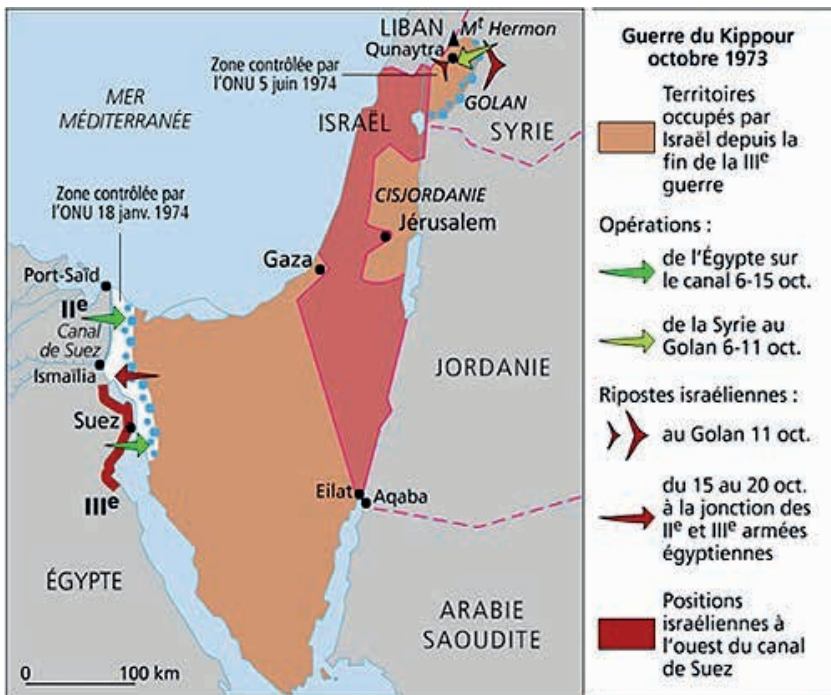 LIBAN
Mt Hermon
Qunaytra
Zone contrôlée par
l'ONU 5 juin 1974
GOLAN
MER
MÉDITERRANÉE
ISRAËL
SYRIE
Zone contrôlée par
l'ONU 18 janv. 1974
CISJORDANIE
Jérusalem
Gaza
Port-Saïd
IIe
Canal
de Suez
Ismaïlia
JORDANIE
Suez
Eilat
Aqaba
IIIe
ÉGYPTE
ARABIE
SAOUDITE
0 100 km
Guerre du Kippour
octobre 1973
Territoires
occupés par
Israël depuis la
fin de la IIIe
guerre
Opérations :
de l'Égypte sur
le canal 6-15 oct.
de la Syrie au
Golan 6-11 oct.
Ripostes israéliennes :
au Golan 11 oct.
du 15 au 20 oct.
à la jonction des
IIe et IIIe armées
égyptiennes
Positions
israéliennes à
l'ouest du canal
de Suez